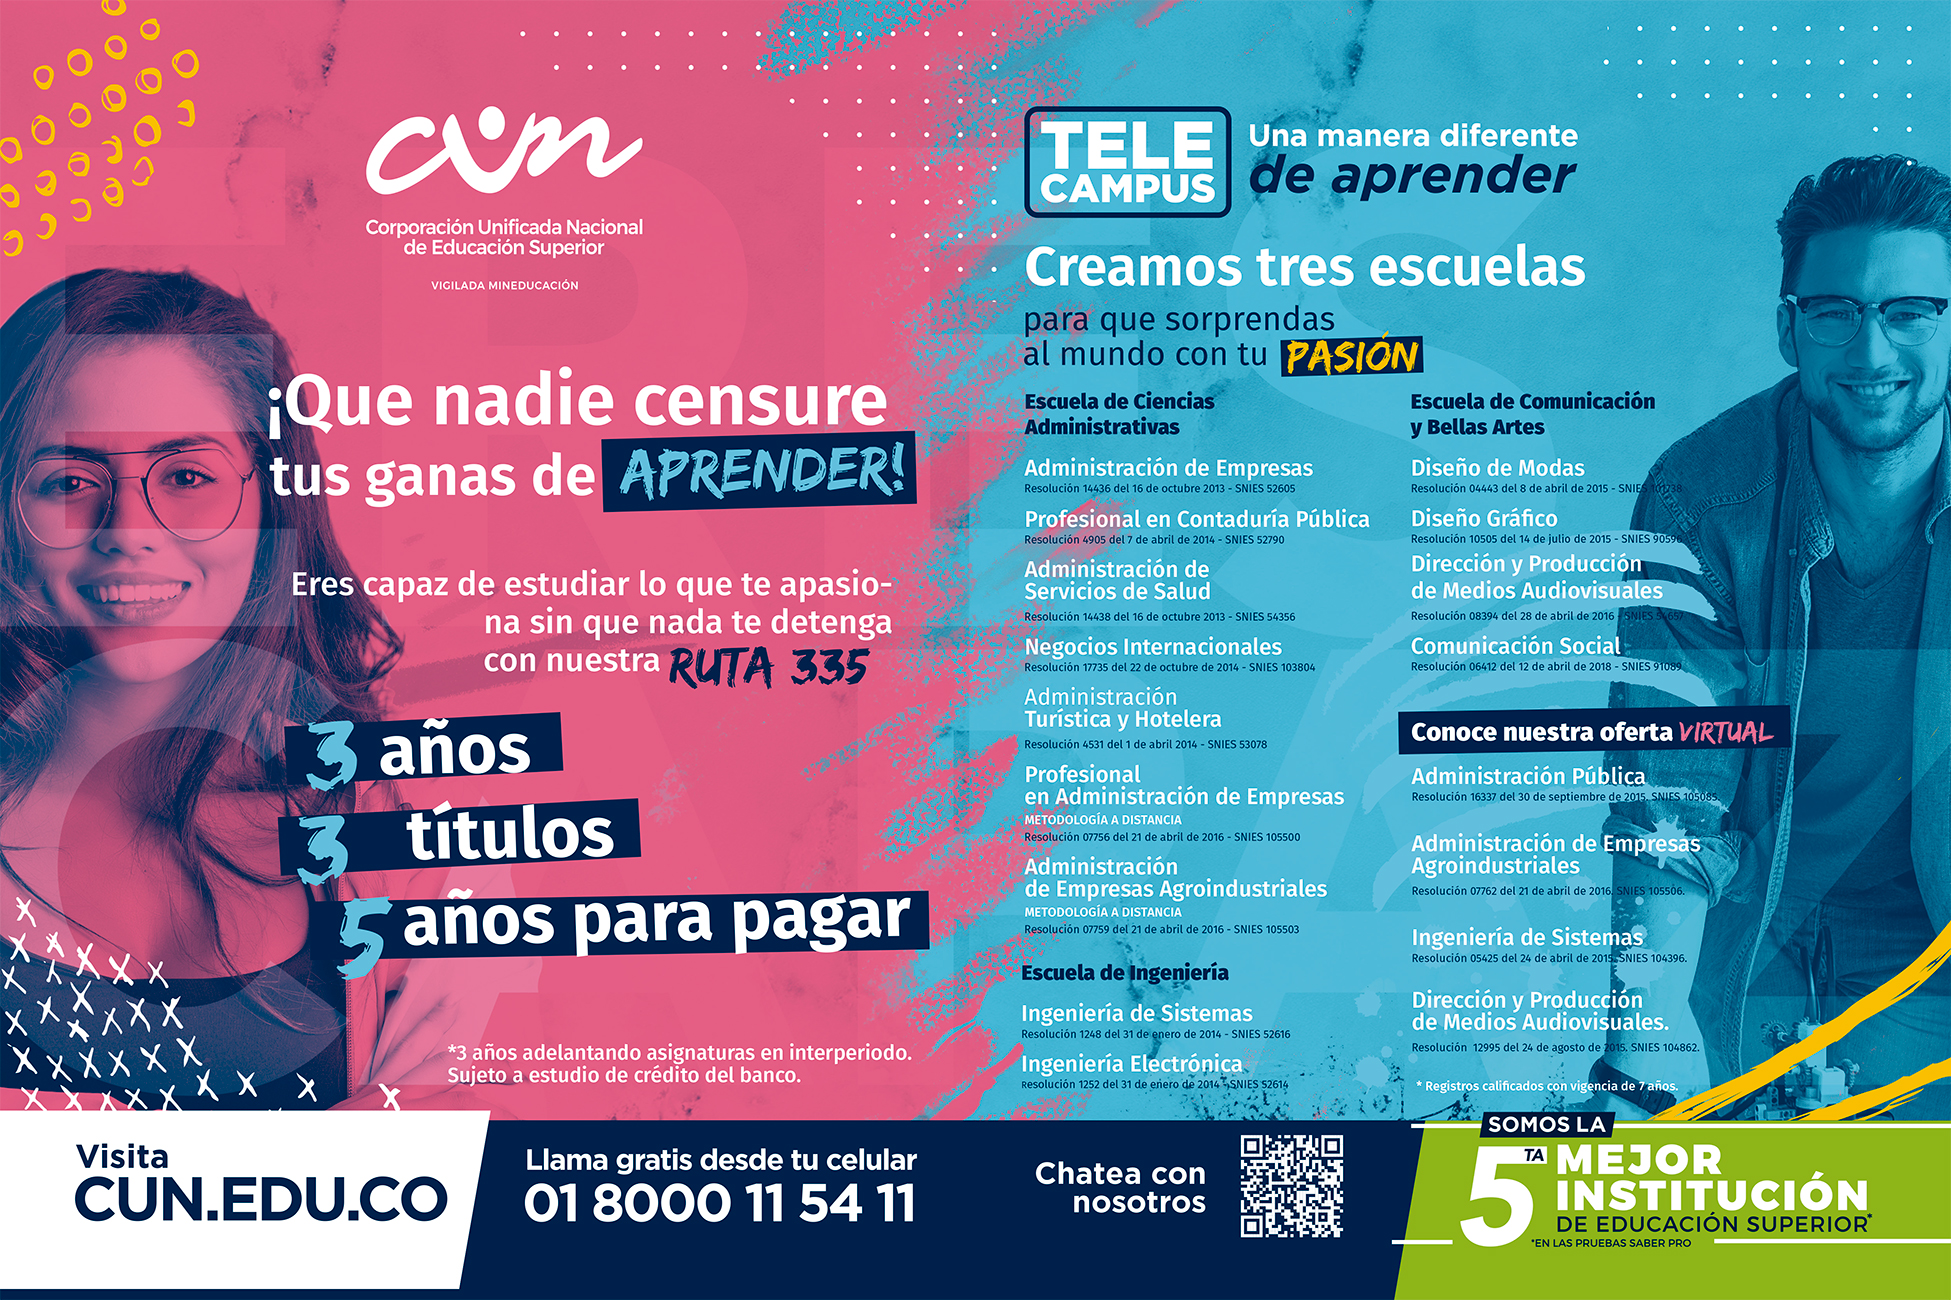 cun
Corporación Unificada Nacional
de Educación Superior
VIGILADA MINEDUCACIÓN
¡Que nadie censure
tus ganas de APRENDER!
Eres capaz de estudiar lo que te apasio-
na sin que nada te detenga
con nuestra RUTA 335
3 años
3 títulos
5 años para pagar
*3 años adelantando asignaturas en interperiodo.
Sujeto a estudio de crédito del banco.
TELE
CAMPUS
Una manera diferente
de aprender
Creamos tres escuelas
para que sorprendas
al mundo con tu PASIÓN
Escuela de Ciencias
Administrativas
Administración de Empresas
Resolución 14436 del 16 de octubre 2013 - SNIES 52605
Profesional en Contaduría Pública
Resolución 4905 del 7 de abril de 2014 - SNIES 52790
Administración de
Servicios de Salud
Resolución 14438 del 16 de octubre 2013 - SNIES 54356
Negocios Internacionales
Resolución 17735 del 22 de octubre de 2014 - SNIES 103804
Administración
Turística y Hotelera
Resolución 4531 del 1 de abril 2014 - SNIES 53078
Profesional
en Administración de Empresas
METODOLOGÍA A DISTANCIA
Resolución 07756 del 21 de abril de 2016 - SNIES 105500
Administración
de Empresas Agroindustriales
METODOLOGÍA A DISTANCIA
Resolución 07759 del 21 de abril de 2016 - SNIES 105503
Escuela de Ingeniería
Ingeniería de Sistemas
Resolución 1248 del 31 de enero de 2014 - SNIES 52616
Ingeniería Electrónica
Resolución 1252 del 31 de enero de 2014 - SNIES 52614
Escuela de Comunicación
y Bellas Artes
Diseño de Modas
Resolución 04443 del 8 de abril de 2015 - SNIES 101738
Diseño Gráfico
Resolución 10505 del 14 de julio de 2015 - SNIES 90596
Dirección y Producción
de Medios Audiovisuales
Resolución 08394 del 28 de abril de 2016 - SNIES 54657
Comunicación Social
Resolución 06412 del 12 de abril de 2018 - SNIES 91089
Conoce nuestra oferta VIRTUAL
Administración Pública
Resolución 16337 del 30 de septiembre de 2015. SNIES 105085.
Administración de Empresas
Agroindustriales
Resolución 07762 del 21 de abril de 2016. SNIES 105506.
Ingeniería de Sistemas
Resolución 05425 del 24 de abril de 2015. SNIES 104396.
Dirección y Producción
de Medios Audiovisuales.
Resolución 12995 del 24 de agosto de 2015. SNIES 104862.
* Registros calificados con vigencia de 7 años.
Visita
CUN.EDU.CO
Llama gratis desde tu celular
01 8000 11 54 11
Chatea con
nosotros
SOMOS LA
5TA MEJOR
INSTITUCIÓN
DE EDUCACIÓN SUPERIOR*
*EN LAS PRUEBAS SABER PRO